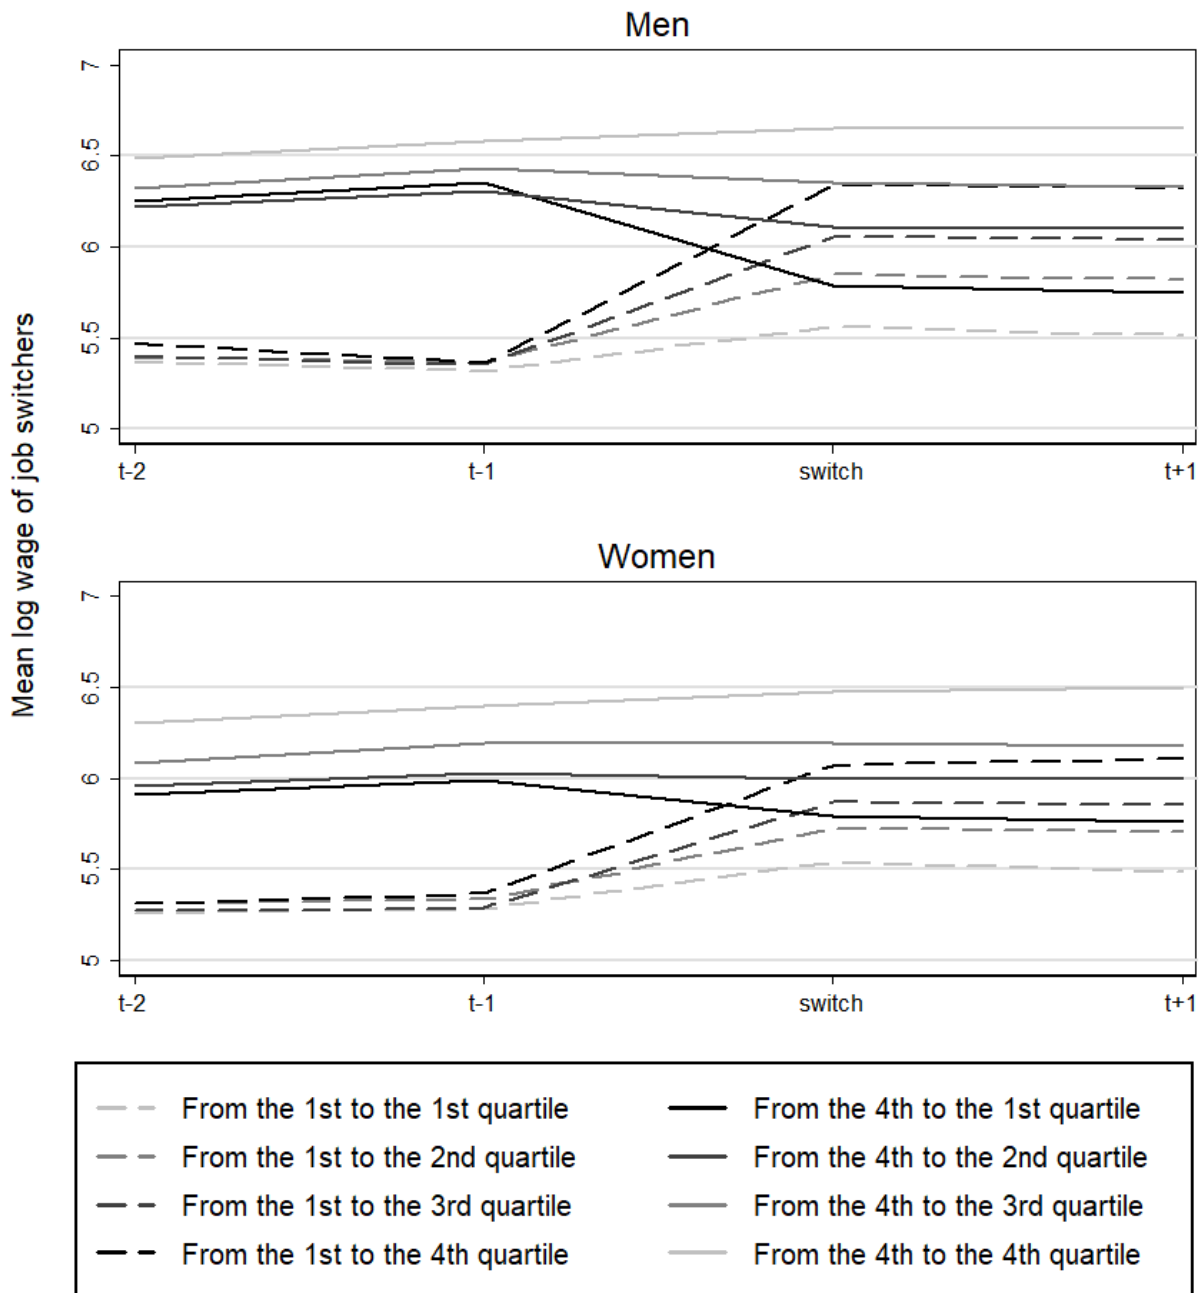 Men
Mean log wage of job switchers
7
6.5
6
5.5
5
t-2
t-1
switch
t+1
Women
7
6.5
6
5.5
5
t-2
t-1
switch
t+1
From the 1st to the 1st quartile
From the 4th to the 1st quartile
From the 1st to the 2nd quartile
From the 4th to the 2nd quartile
From the 1st to the 3rd quartile
From the 4th to the 3rd quartile
From the 1st to the 4th quartile
From the 4th to the 4th quartile